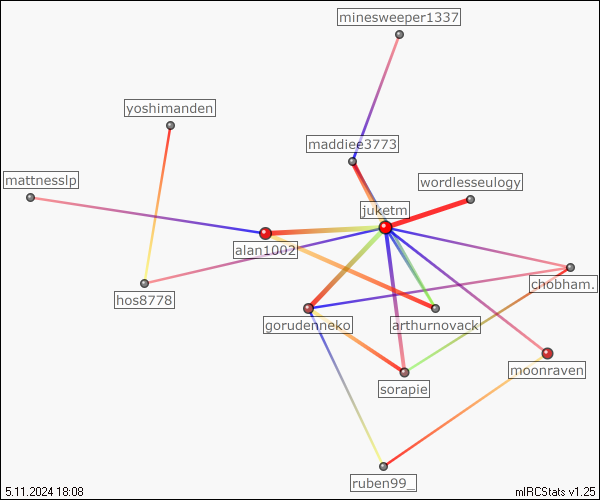 minesweeper1337
yoshimanden
maddiee3773
mattnesslp
wordlesseulogy
juketm
alan1002
chobham.
hos8778
gorudenneko
arthurnovack
moonraven
sorapie
ruben99_
5.11.2024 18:08
mIRCStats v1.25